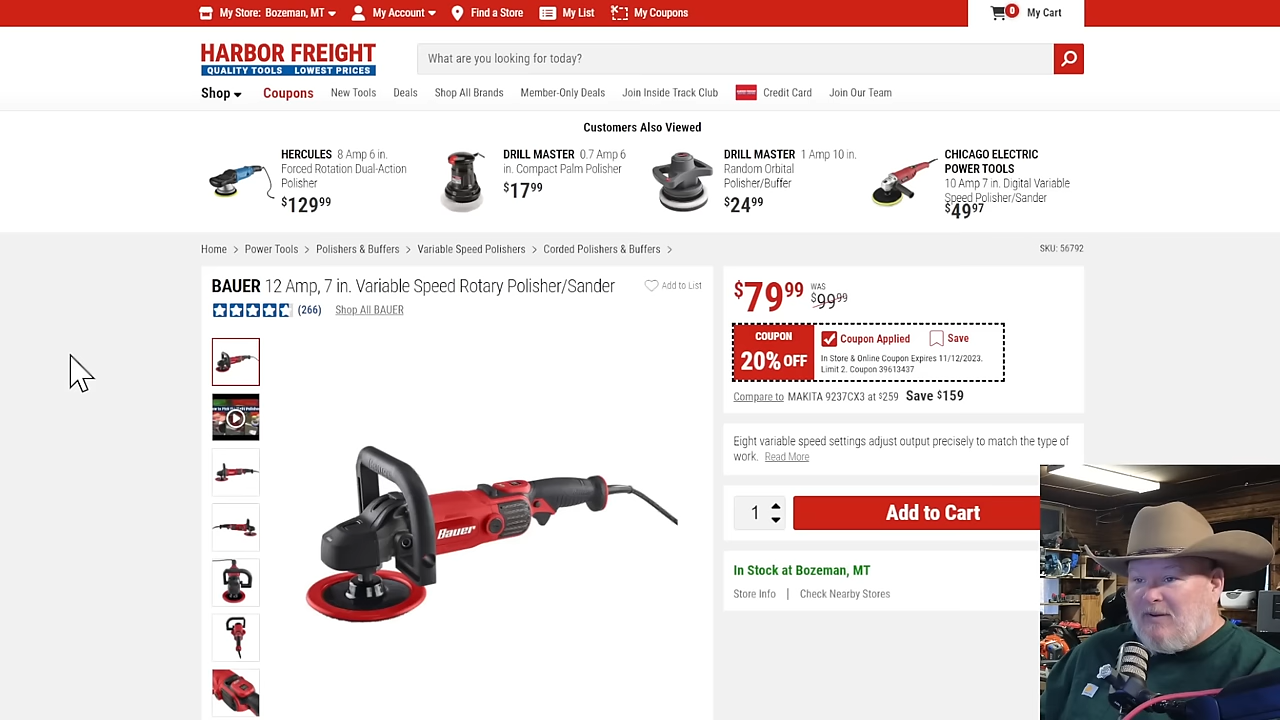 My Store: Bozeman, MT
My Account
Find a Store
My List
My Coupons
0
My Cart
HARBOR FREIGHT
QUALITY TOOLS LOWEST PRICES
What are you looking for today?
Shop
Coupons
New Tools
Deals
Shop All Brands
Member-Only Deals
Join Inside Track Club
Credit Card
Join Our Team
Customers Also Viewed
HERCULES 8 Amp 6 in.
Forced Rotation Dual-Action
Polisher
$129 99
DRILL MASTER 0.7 Amp 6
in. Compact Palm Polisher
$17 99
DRILL MASTER 1 Amp 10 in.
Random Orbital
Polisher/Buffer
$24 99
CHICAGO ELECTRIC
POWER TOOLS
10 Amp 7 in. Digital Variable
Speed Polisher/Sander
$49 97
Home > Power Tools > Polishers & Buffers > Variable Speed Polishers > Corded Polishers & Buffers >
SKU: 56792
BAUER 12 Amp, 7 in. Variable Speed Rotary Polisher/Sander
Add to List
(266)
Shop All BAUER
Bauer
$79 99
WAS
$99 99
COUPON
20% OFF
Coupon Applied
Save
In Store & Online Coupon Expires 11/12/2023.
Limit 2. Coupon 39613437
Compare to MAKITA 9237CX3 at $259 Save $159
Eight variable speed settings adjust output precisely to match the type of
work. Read More
1
Add to Cart
In Stock at Bozeman, MT
Store Info | Check Nearby Stores